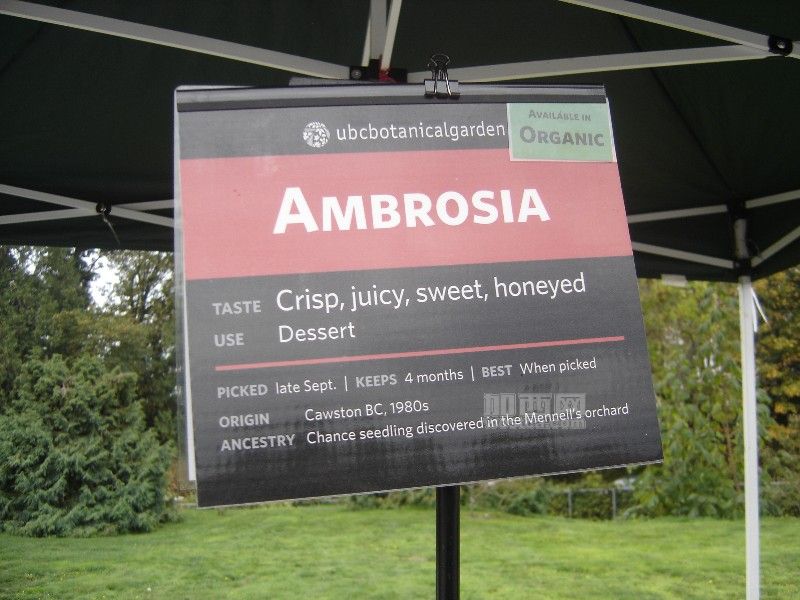 ubcbotanicalgarden
AVAILABLE IN
ORGANIC
AMBROSIA
TASTE Crisp, juicy, sweet, honeyed
USE Dessert
PICKED late Sept. | KEEPS 4 months | BEST When picked
ORIGIN Cawston BC, 1980s
ANCESTRY Chance seedling discovered in the Mennell's orchard